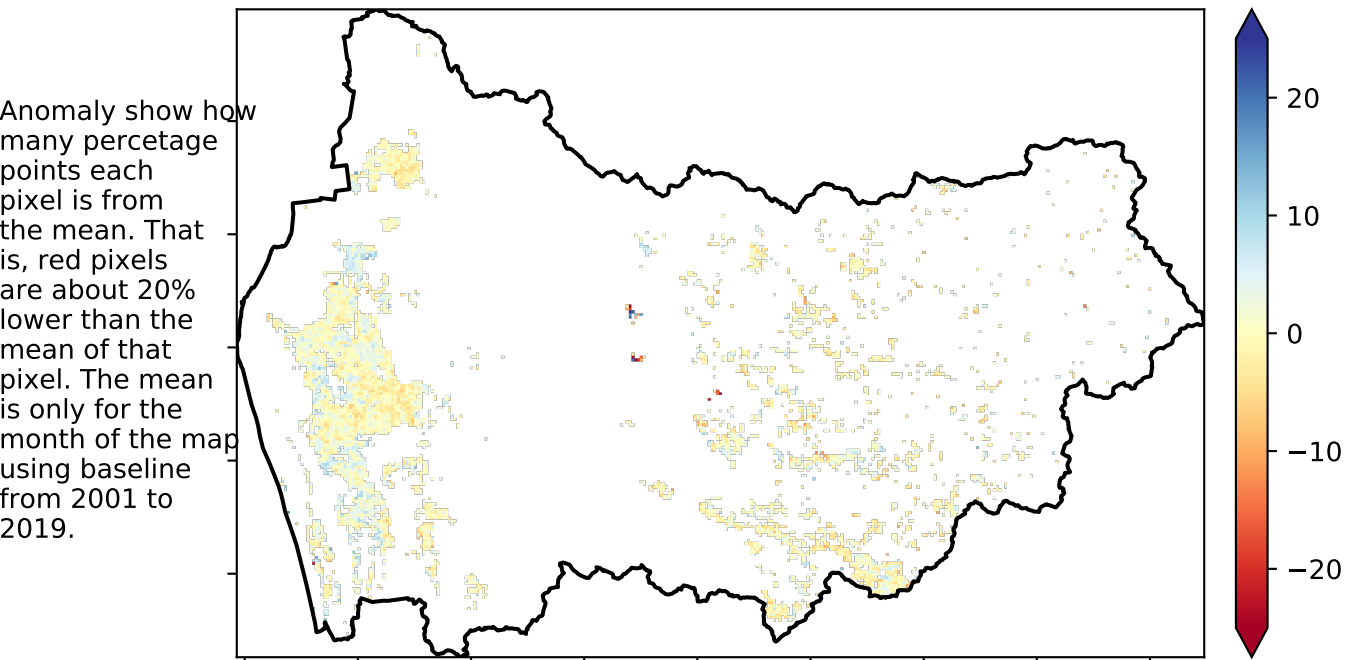 Anomaly show how
many percetage
points each
pixel is from
the mean. That
is, red pixels
are about 20%
lower than the
mean of that
pixel. The mean
is only for the
month of the map
using baseline
from 2001 to
2019.
20
10
0
−10
−20